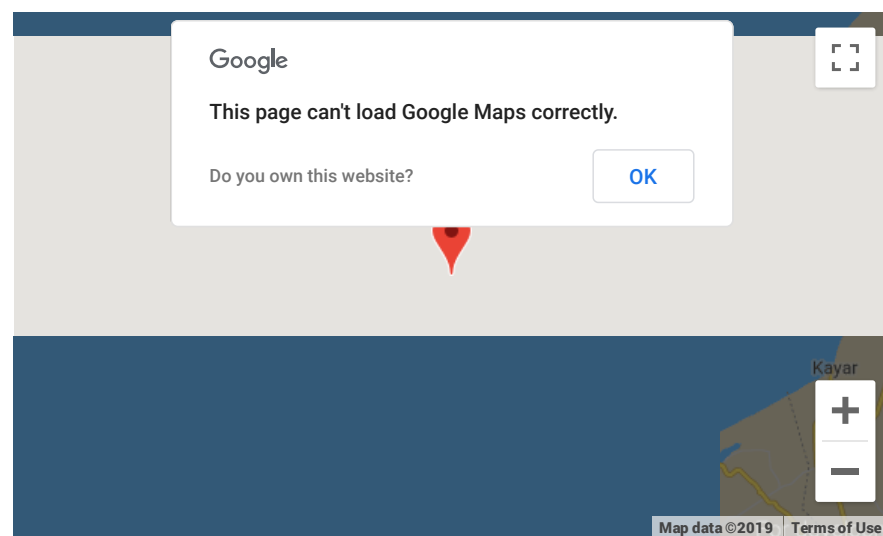 Google
This page can't load Google Maps correctly.
Do you own this website?
OK
Kayar
Map data ©2019
Terms of Use